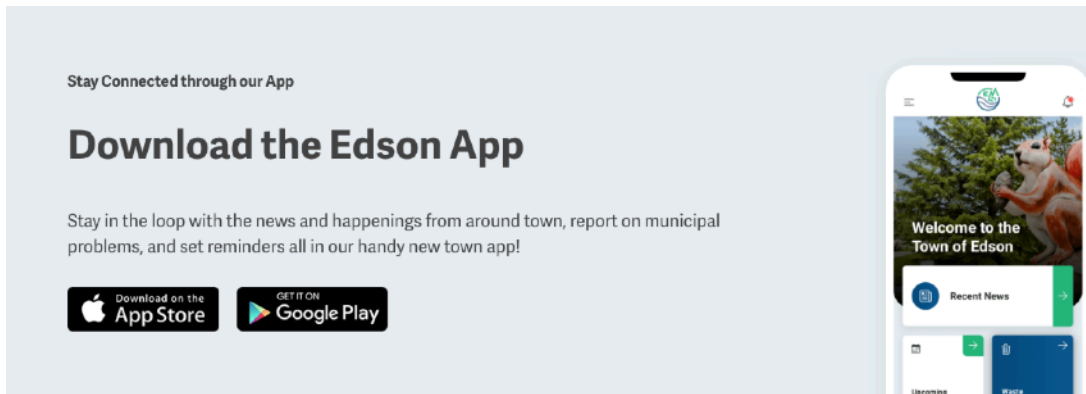 Stay Connected through our App
Download the Edson App
Stay in the loop with the news and happenings from around town, report on municipal
problems, and set reminders all in our handy new town app!
Download on the
App Store
GET IT ON
Google Play
Welcome to the
Town of Edson
Recent News
Upcoming
Waste